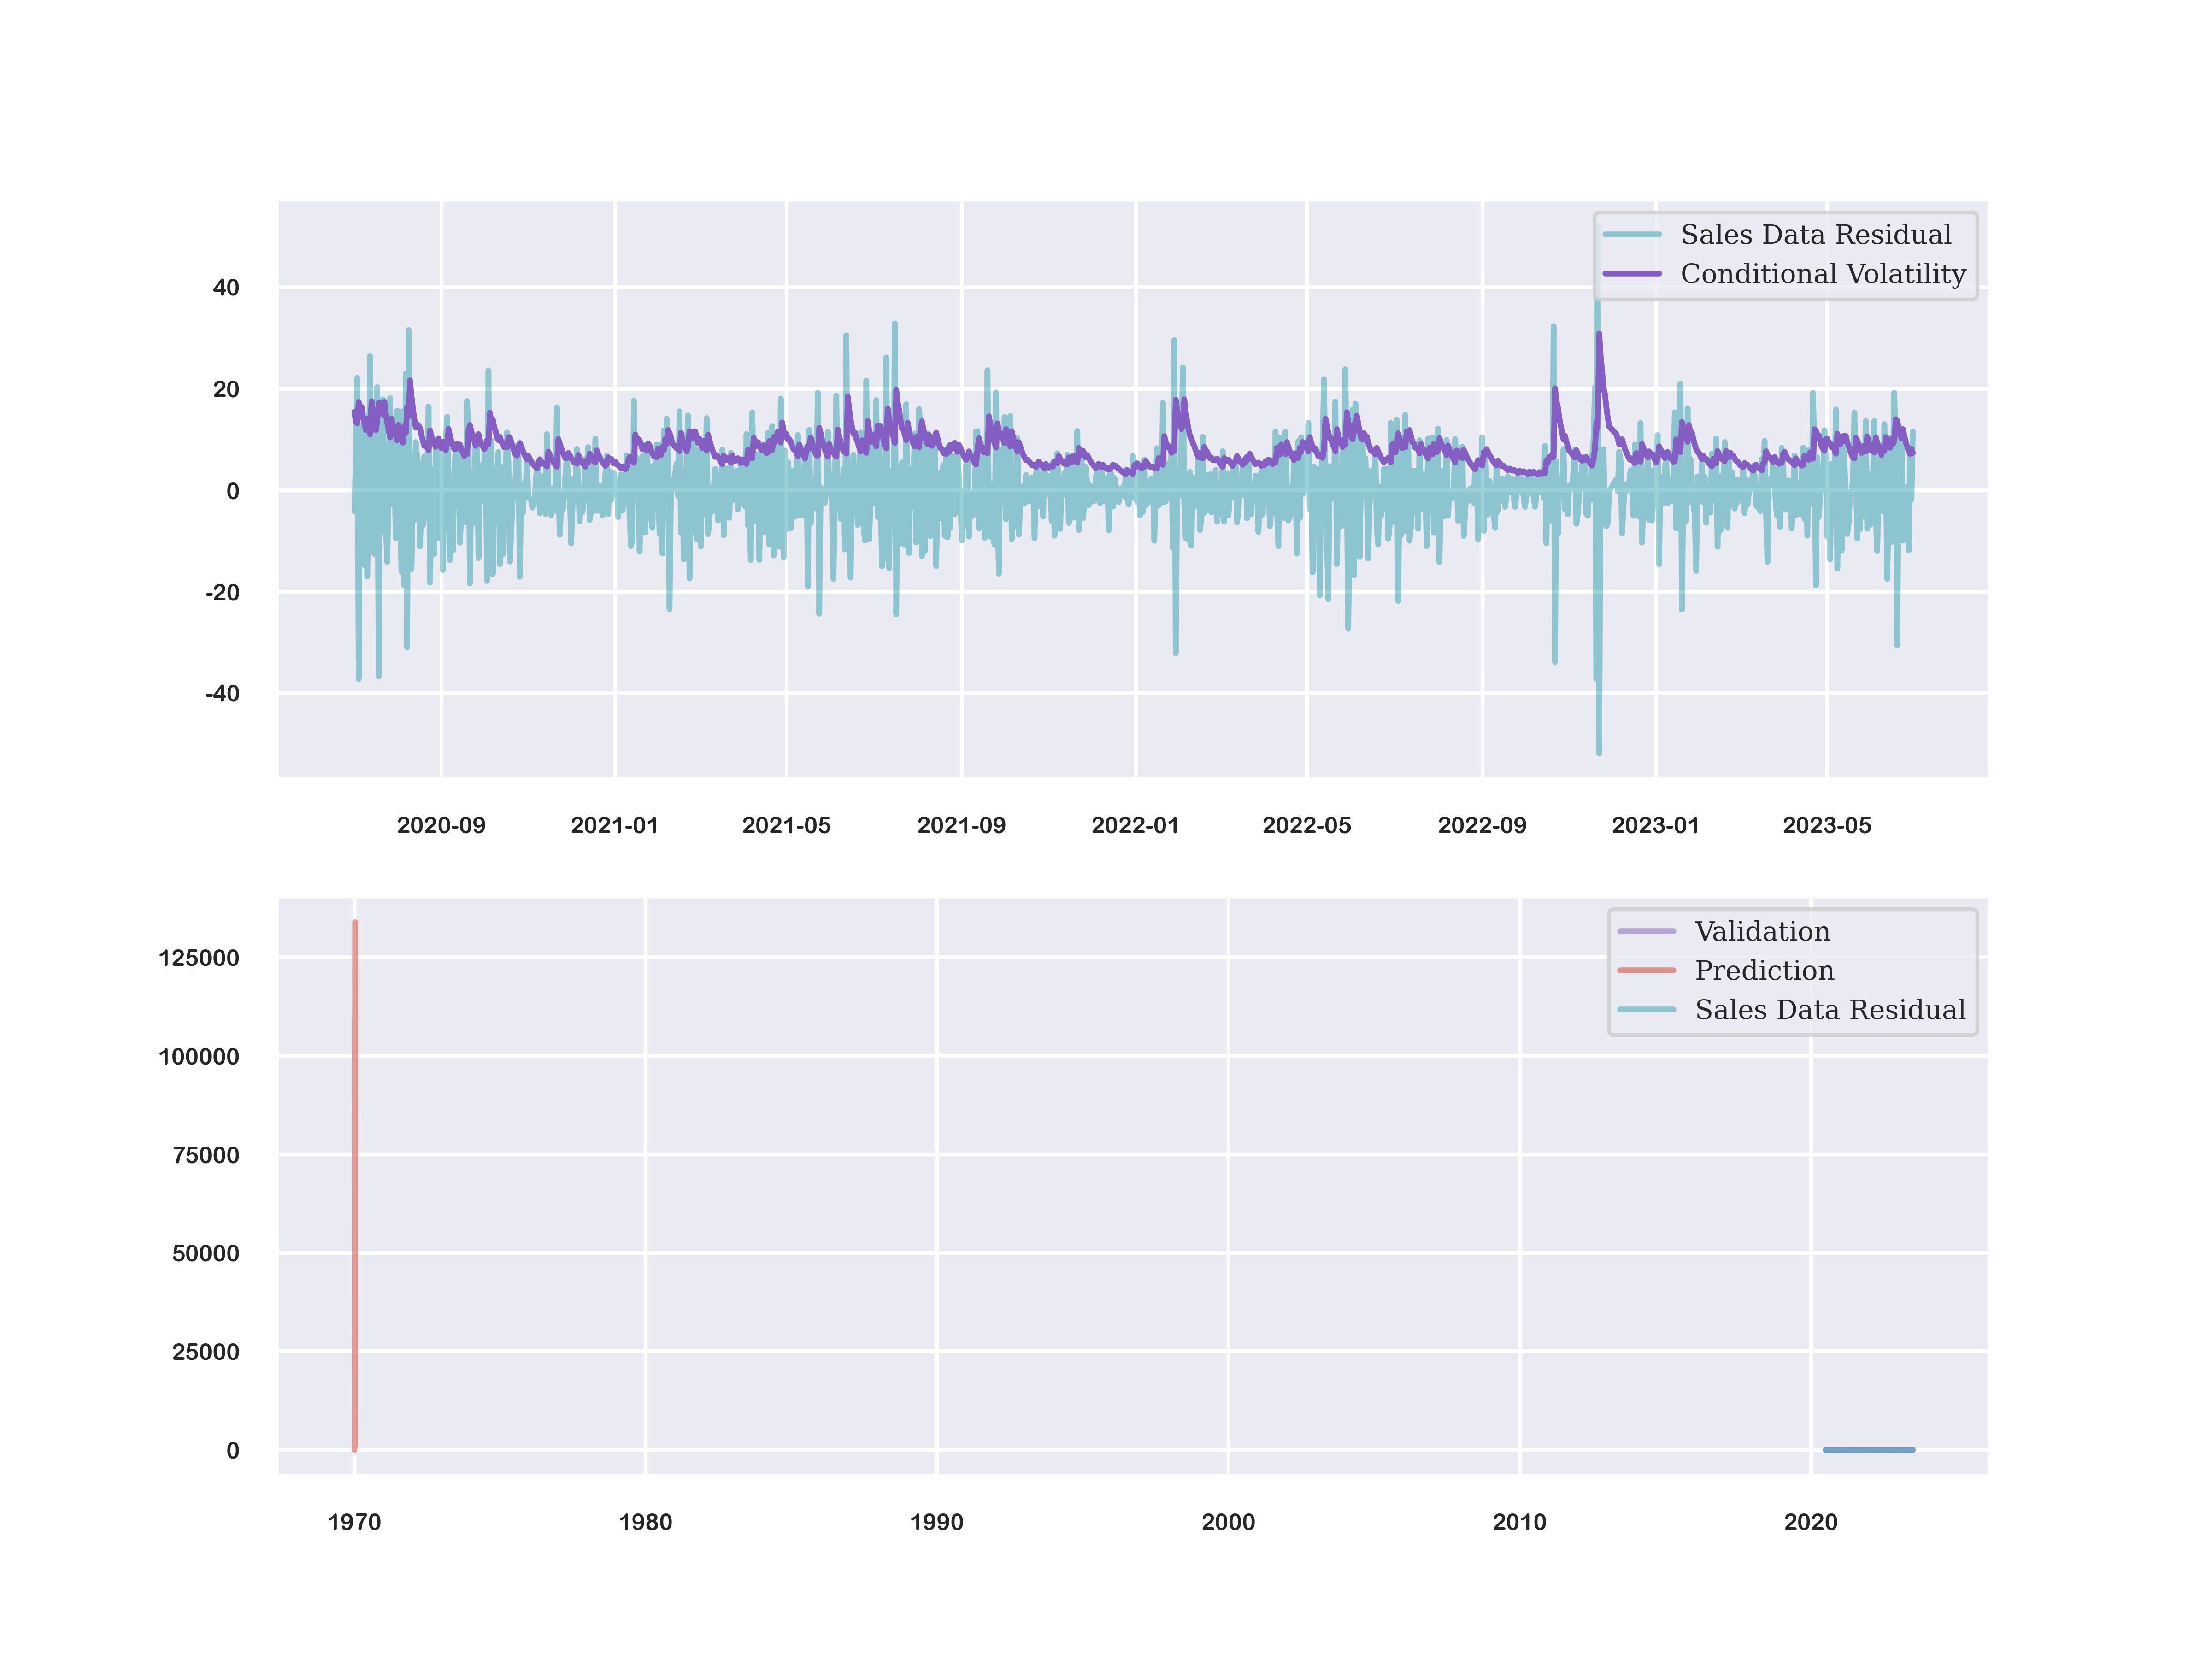 Sales Data Residual
Conditional Volatility
40
20
0
-20
-40
2020-09 2021-01 2021-05 2021-09 2022-01 2022-05 2022-09 2023-01 2023-05
Validation
Prediction
Sales Data Residual
125000
100000
75000
50000
25000
0
1970 1980 1990 2000 2010 2020